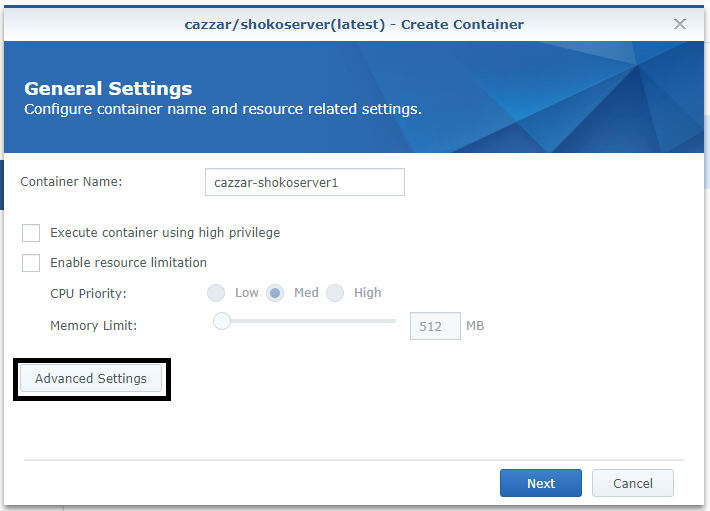 cazzar/shokoserver(latest) - Create Container
General Settings
Configure container name and resource related settings.
Container Name: cazzar-shokoserver1
Execute container using high privilege
Enable resource limitation
CPU Priority: Low Med High
Memory Limit: 512 MB
Advanced Settings
Next Cancel